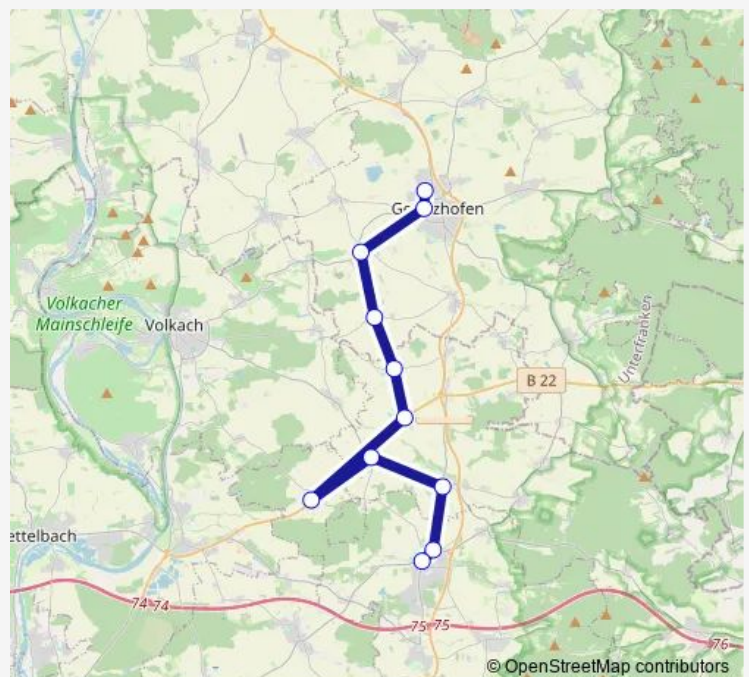 Volkacher
Mainschleife
Volkach
B 22
Unterfranken
ettelbach
74 74
75 75
76
© OpenStreetMap contributors